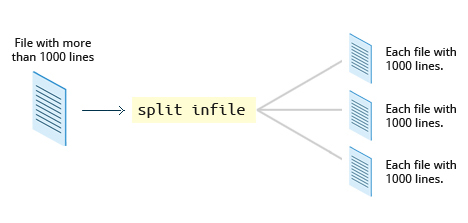 File with more
than 1000 lines
split infile
Each file with
1000 lines.
Each file with
1000 lines.
Each file with
1000 lines.